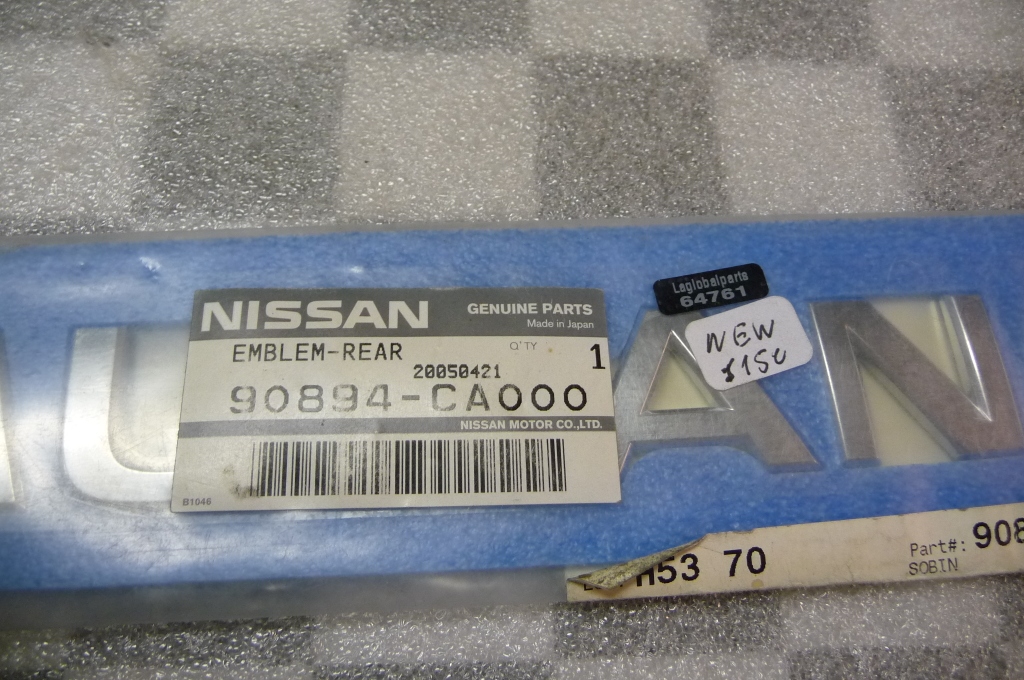 NISSAN
GENUINE PARTS
Made in Japan
EMBLEM-REAR
Q'TY
1
20050421
90894-CA000
NISSAN MOTOR CO.,LTD.
B1046
Laglobalparts
64761
NEW
$150
U
AN
H53 70
Part#: 908
SOBIN